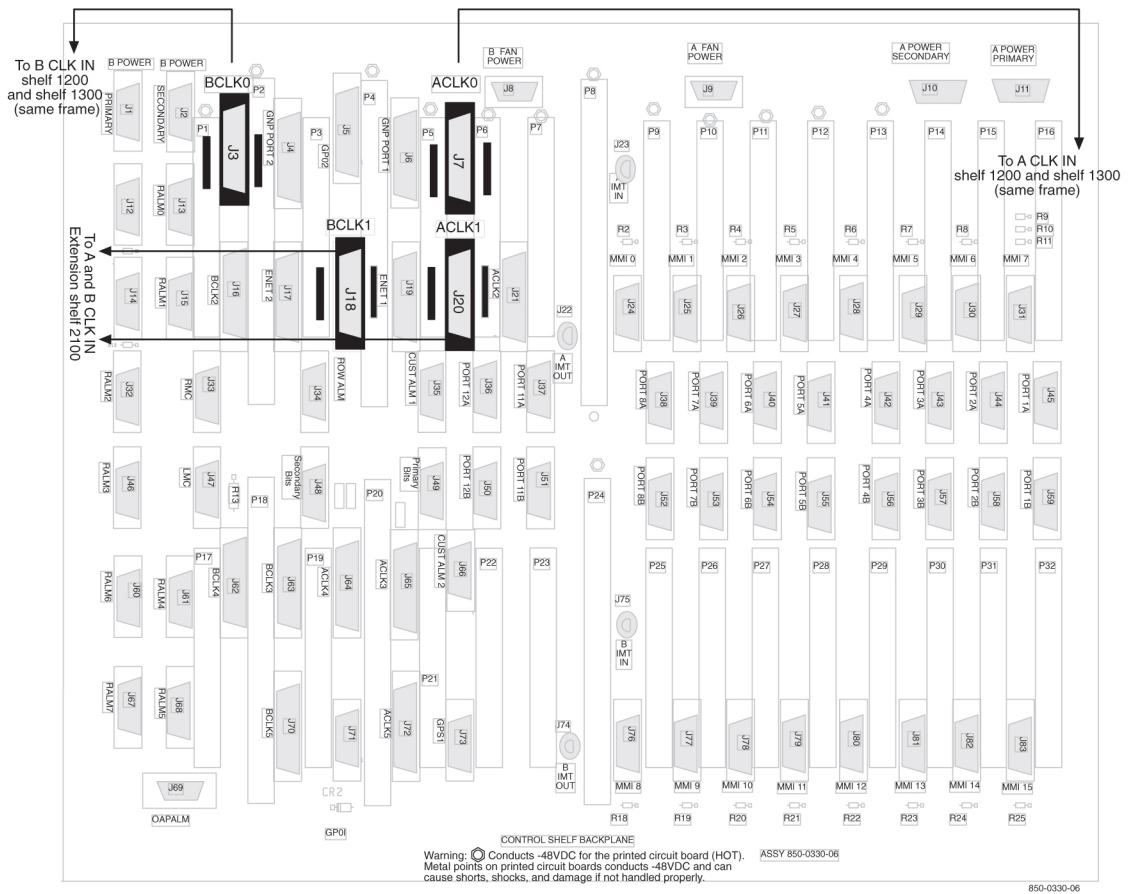 To B CLK IN
shelf 1200
and shelf 1300
(same frame)
B POWER
B POWER
BCLK0
ACLK0
B FAN
POWER
A FAN
POWER
A POWER
SECONDARY
A POWER
PRIMARY
J1
PRIMARY
J2
SECONDARY
P1
J3
P2
GNP PORT 2
J4
P3
GP02
J5
P4
GNP PORT 1
J6
P5
J7
P6
J8
P7
P8
J9
J10
J11
P9
P10
P11
P12
P13
P14
P15
P16
J23
IMT
IN
To A CLK IN
shelf 1200 and shelf 1300
(same frame)
J12
RALM0
J13
R9
R10
R11
R2
R3
R4
R5
R6
R7
R8
BCLK1
ACLK1
MMI 0
MMI 1
MMI 2
MMI 3
MMI 4
MMI 5
MMI 6
MMI 7
To A and B CLK IN
Extension shelf 2100
J14
RALM1
J15
BCLK2
J16
ENET 2
J17
J18
ENET 1
J19
J20
ACLK2
J21
J22
A
IMT
OUT
J24
J25
J26
J27
J28
J29
J30
J31
RALM2
J32
RMC
J33
J34
ROW ALM
CUST ALM 1
J35
PORT 12A
J36
PORT 11A
J37
PORT 8A
J38
PORT 7A
J39
PORT 6A
J40
PORT 5A
J41
PORT 4A
J42
PORT 3A
J43
PORT 2A
J44
PORT 1A
J45
RALM3
J46
LMC
J47
R13
P18
Secondary
Bits
J48
P20
Primary
Bits
J49
PORT 12B
J50
PORT 11B
J51
P24
PORT 8B
J52
PORT 7B
J53
PORT 6B
J54
PORT 5B
J55
PORT 4B
J56
PORT 3B
J57
PORT 2B
J58
PORT 1B
J59
RALM6
J60
RALM4
J61
P17
BCLK4
J62
BCLK3
J63
P19
ACLK4
J64
ACLK3
J65
CUST ALM 2
J66
P22
P23
P25
P26
P27
P28
P29
P30
P31
P32
J75
B
IMT
IN
RALM7
J67
RALM5
J68
BCLK5
J70
J71
ACLK5
J72
P21
GPS1
J73
J74
B
IMT
OUT
J76
J77
J78
J79
J80
J81
J82
J83
MMI 8
MMI 9
MMI 10
MMI 11
MMI 12
MMI 13
MMI 14
MMI 15
R18
R19
R20
R21
R22
R23
R24
R25
J69
OAPALM
CR2
GP0I
CONTROL SHELF BACKPLANE
Warning: Conducts -48VDC for the printed circuit board (HOT).
Metal points on printed circuit boards conducts -48VDC and can
cause shorts, shocks, and damage if not handled properly.
ASSY 850-0330-06
850-0330-06